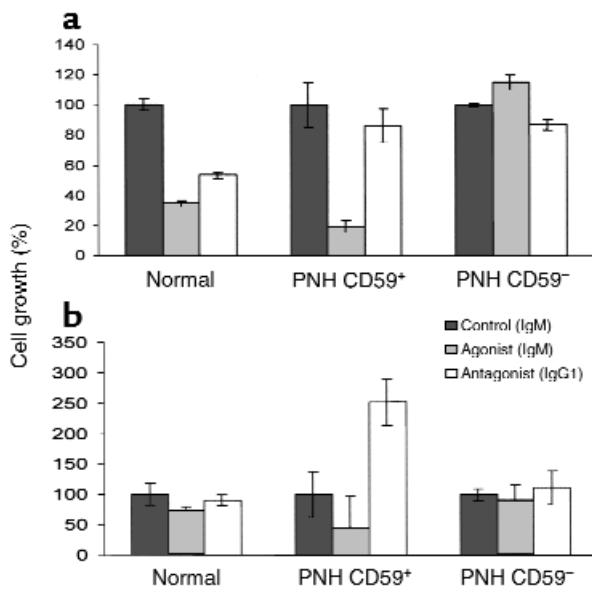 a
140
120
100
80
60
40
20
0
Normal PNH CD59⁺ PNH CD59⁻
Cell growth (%)
b
Control (IgM)
Agonist (IgM)
Antagonist (IgG1)
350
300
250
200
150
100
50
0
Normal PNH CD59⁺ PNH CD59⁻